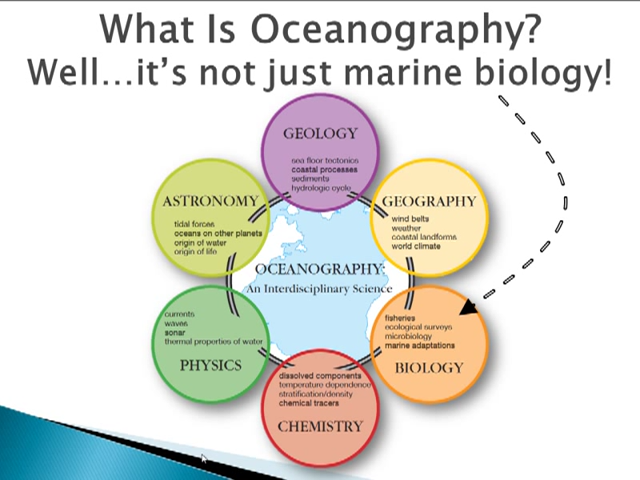 What Is Oceanography?
Well...it's not just marine biology!
GEOLOGY
sea floor tectonics
coastal processes
sediments
hydrologic cycle
ASTRONOMY
tidal forces
oceans on other planets
origin of water
origin of life
GEOGRAPHY
wind belts
weather
coastal landforms
world climate
OCEANOGRAPHY:
An Interdisciplinary Science
currents
waves
sonar
thermal properties of water
PHYSICS
fisheries
ecological surveys
microbiology
marine adaptations
BIOLOGY
dissolved components
temperature dependence
stratification/density
chemical tracers
CHEMISTRY